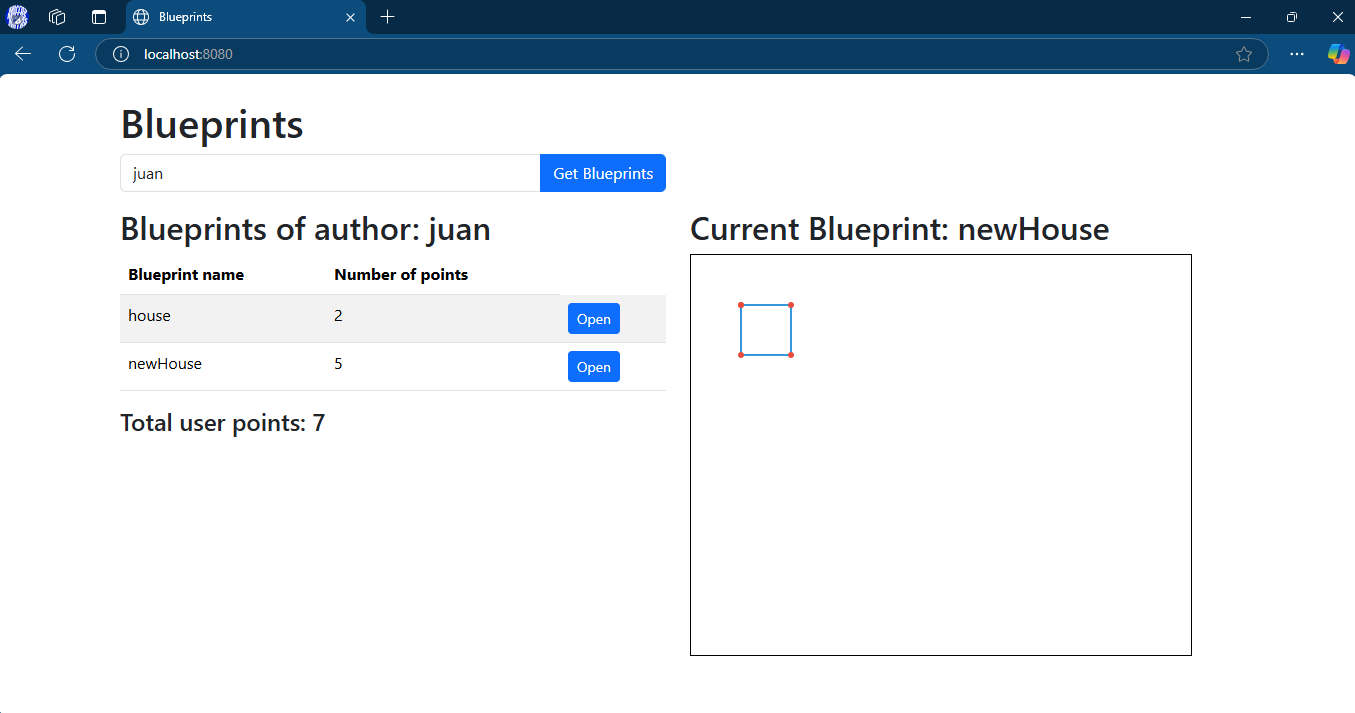 Blueprints
localhost:8080
Blueprints
juan
Get Blueprints
Blueprints of author: juan
Blueprint name Number of points
house 2 Open
newHouse 5 Open
Total user points: 7
Current Blueprint: newHouse